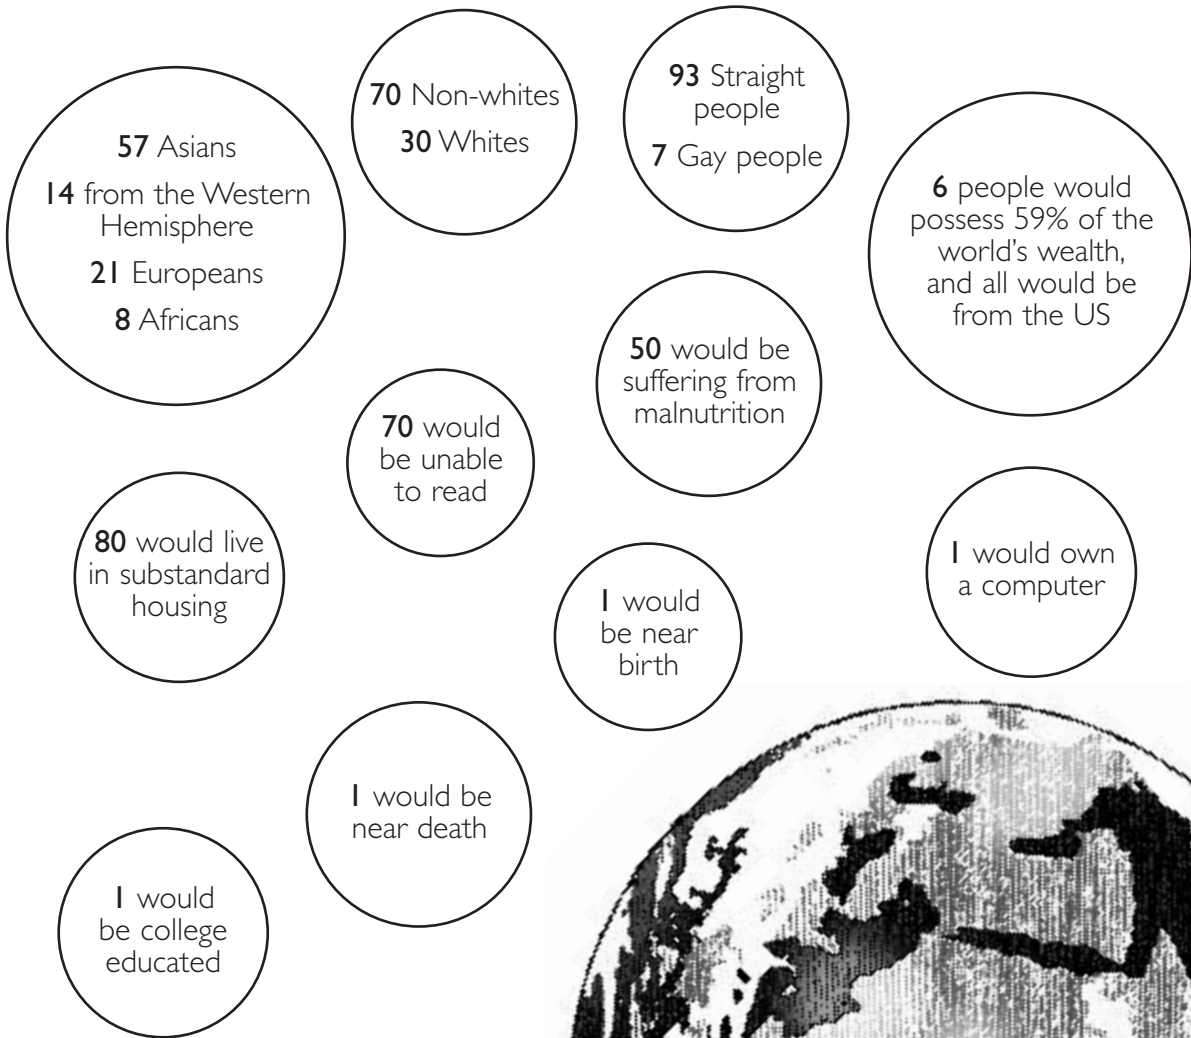 57 Asians
14 from the Western
Hemisphere
21 Europeans
8 Africans
70 Non-whites
30 Whites
93 Straight
people
7 Gay people
6 people would
possess 59% of the
world's wealth,
and all would be
from the US
50 would be
suffering from
malnutrition
70 would
be unable
to read
80 would live
in substandard
housing
1 would
be near
birth
1 would own
a computer
1 would be
near death
1 would
be college
educated